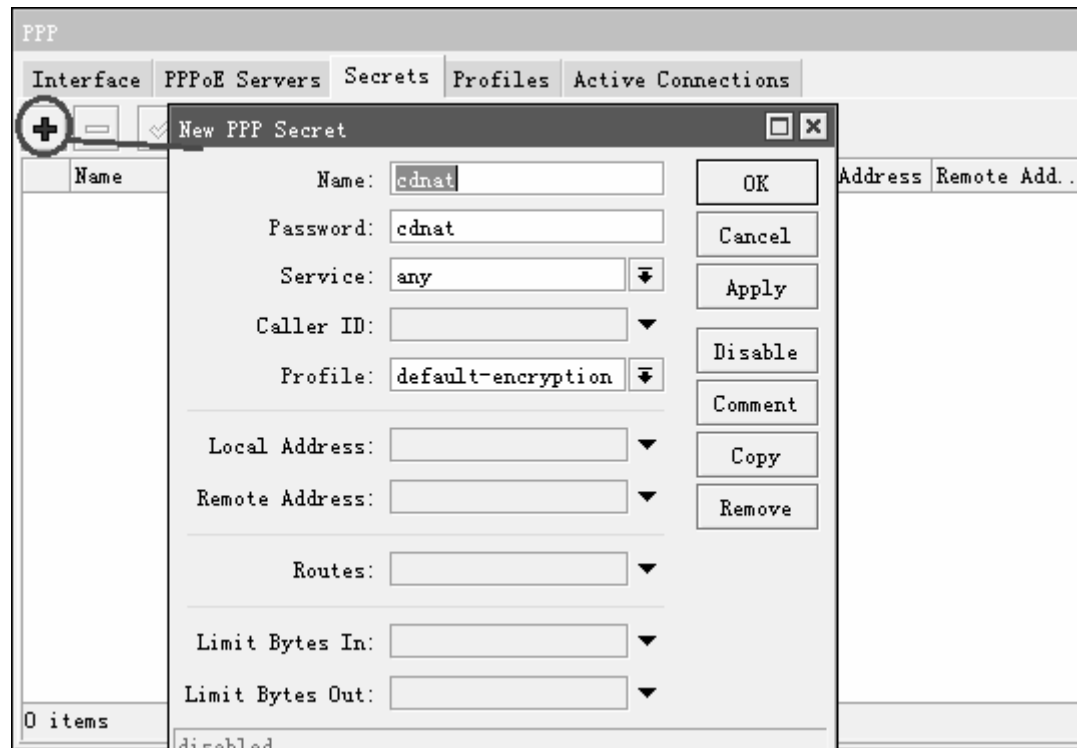 PPP
Interface PPPoE Servers Secrets Profiles Active Connections
New PPP Secret
Name Address Remote Add..
Name: cdnat OK
Password: cdnat Cancel
Service: any Apply
Caller ID:
Profile: default-encryption Disable
Comment
Local Address: Copy
Remote Address: Remove
Routes:
Limit Bytes In:
Limit Bytes Out:
0 items
disabled